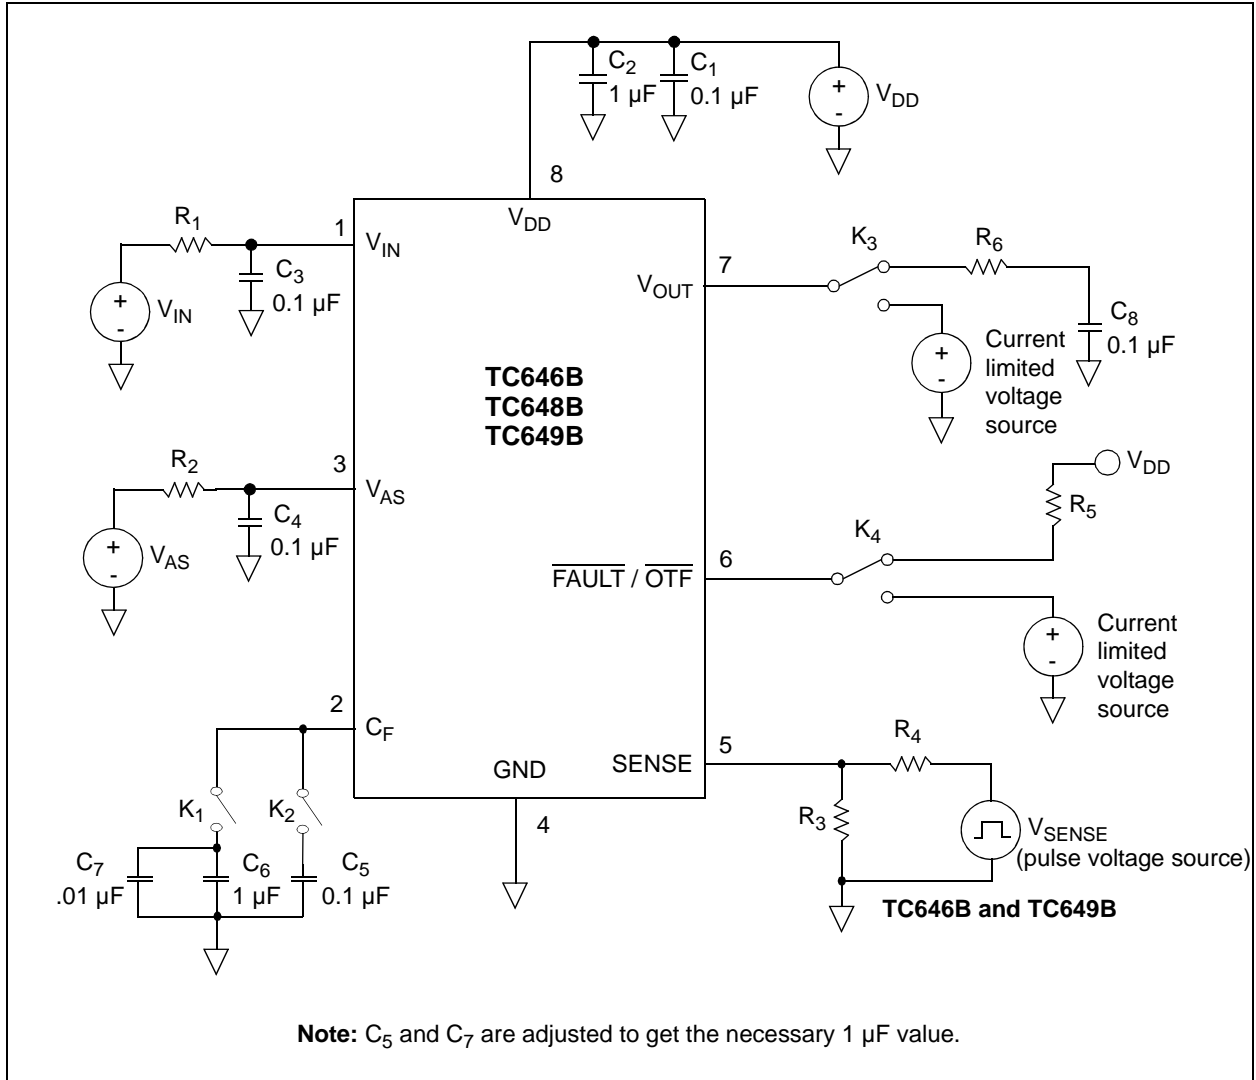 C2
1 µF
C1
0.1 µF
+
-
VDD
8
VDD
R1
1
VIN
C3
0.1 µF
+
-
VIN
7
VOUT
K3
R6
C8
0.1 µF
+
-
Current
limited
voltage
source
TC646B
TC648B
TC649B
R2
3
VAS
C4
0.1 µF
+
-
VAS
VDD
R5
K4
6
FAULT / OTF
+
-
Current
limited
voltage
source
2
CF
K1
K2
C7
.01 µF
C6
1 µF
C5
0.1 µF
GND
4
SENSE
5
R4
R3
VSENSE
(pulse voltage source)
TC646B and TC649B
Note: C5 and C7 are adjusted to get the necessary 1 µF value.